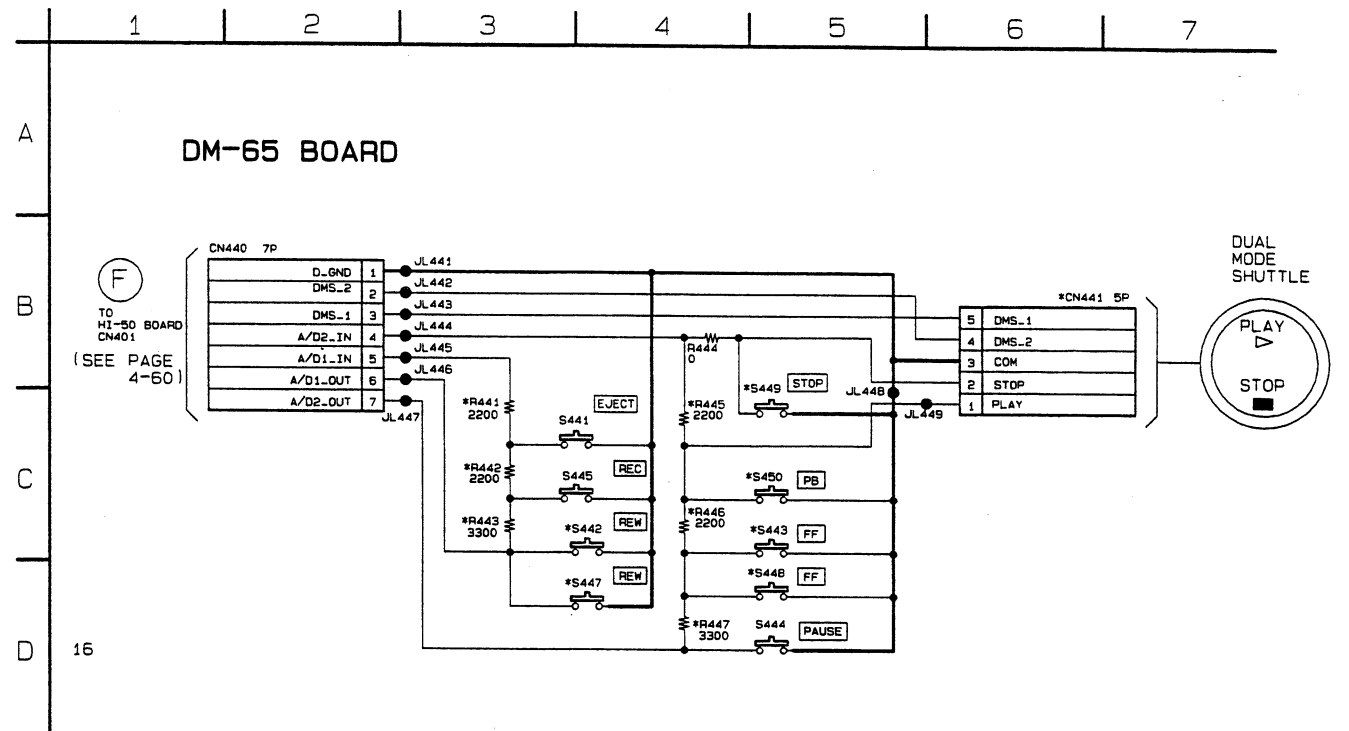 1 2 3 4 5 6 7
A
B
C
D
DM-65 BOARD
F
TO
HI-50 BOARD
CN401
(SEE PAGE
4-60)
CN440 7P
D_GND 1
DMS_2 2
DMS_1 3
A/D2_IN 4
A/D1_IN 5
A/D1_OUT 6
A/D2_OUT 7
JL441
JL442
JL443
JL444
JL445
JL446
JL447
*R441
2200
*R442
2200
*R443
3300
S441
EJECT
S445
REC
*S442
REW
*S447
REW
R444
0
*R445
2200
*R446
2200
*R447
3300
*S449
STOP
*S450
PB
*S443
FF
*S448
FF
S444
PAUSE
JL448
JL449
*CN441 5P
5 DMS_1
4 DMS_2
3 COM
2 STOP
1 PLAY
DUAL
MODE
SHUTTLE
PLAY
STOP
16